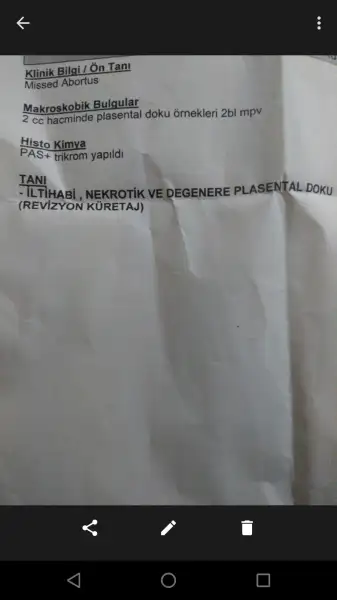 Klinik Bilgi / Ön Tanı
Missed Abortus
Makroskobik Bulgular
2 cc hacminde plasental doku örnekleri 2bl mpv
Histo Kimya
PAS+ trikrom yapıldı
TANI
- İLTİHABİ , NEKROTİK VE DEGENERE PLASENTAL DOKU
(REVİZYON KÜRETAJ)